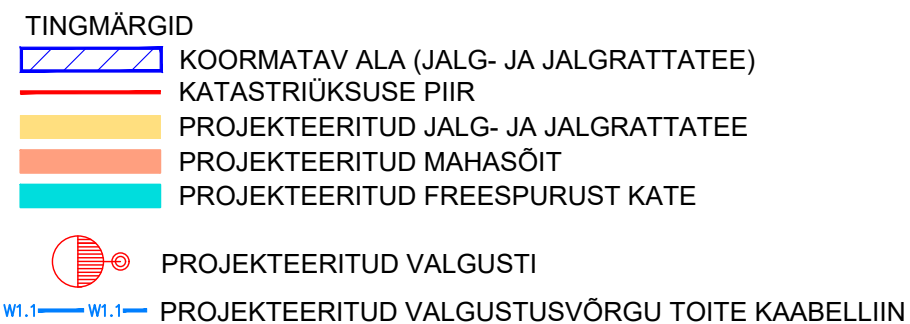 TINGMÄRGID
KOORMATAV ALA (JALG- JA JALGRATTATEE)
KATASTRIÜKSUSE PIIR
PROJEKTEERITUD JALG- JA JALGRATTATEE
PROJEKTEERITUD MAHASÕIT
PROJEKTEERITUD FREESPURUST KATE
PROJEKTEERITUD VALGUSTI
W1.1 W1.1 PROJEKTEERITUD VALGUSTUSVÕRGU TOITE KAABELLIIN